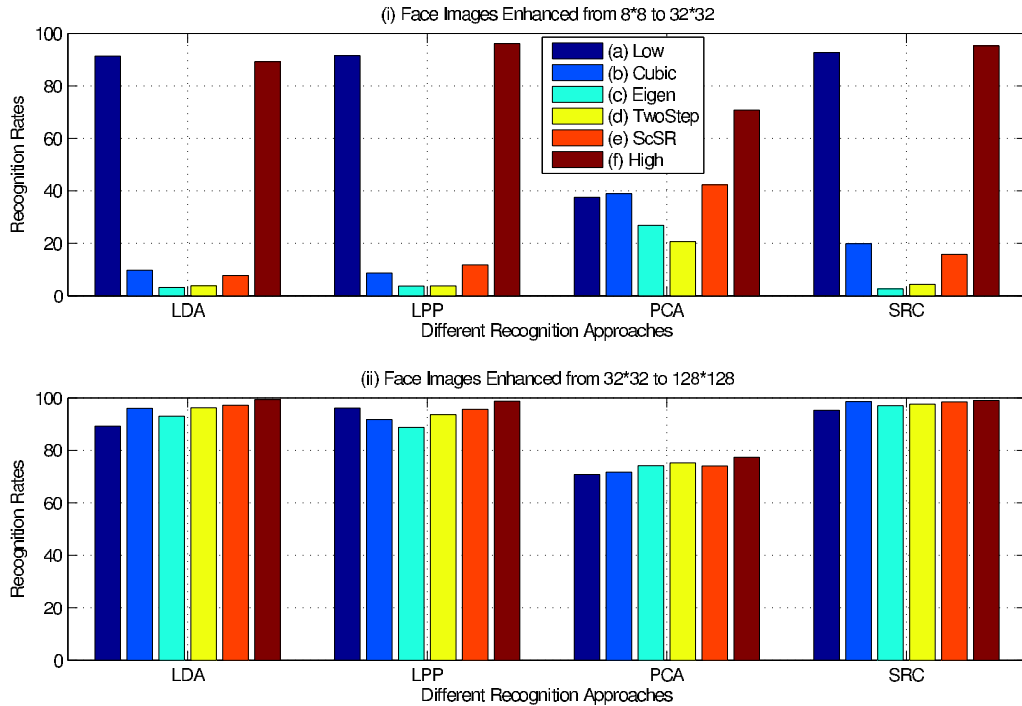 (i) Face Images Enhanced from 8*8 to 32*32
100
80
60
40
20
0
Recognition Rates
(a) Low
(b) Cubic
(c) Eigen
(d) TwoStep
(e) ScSR
(f) High
LDA LPP PCA SRC
Different Recognition Approaches
(ii) Face Images Enhanced from 32*32 to 128*128
100
80
60
40
20
0
Recognition Rates
LDA LPP PCA SRC
Different Recognition Approaches